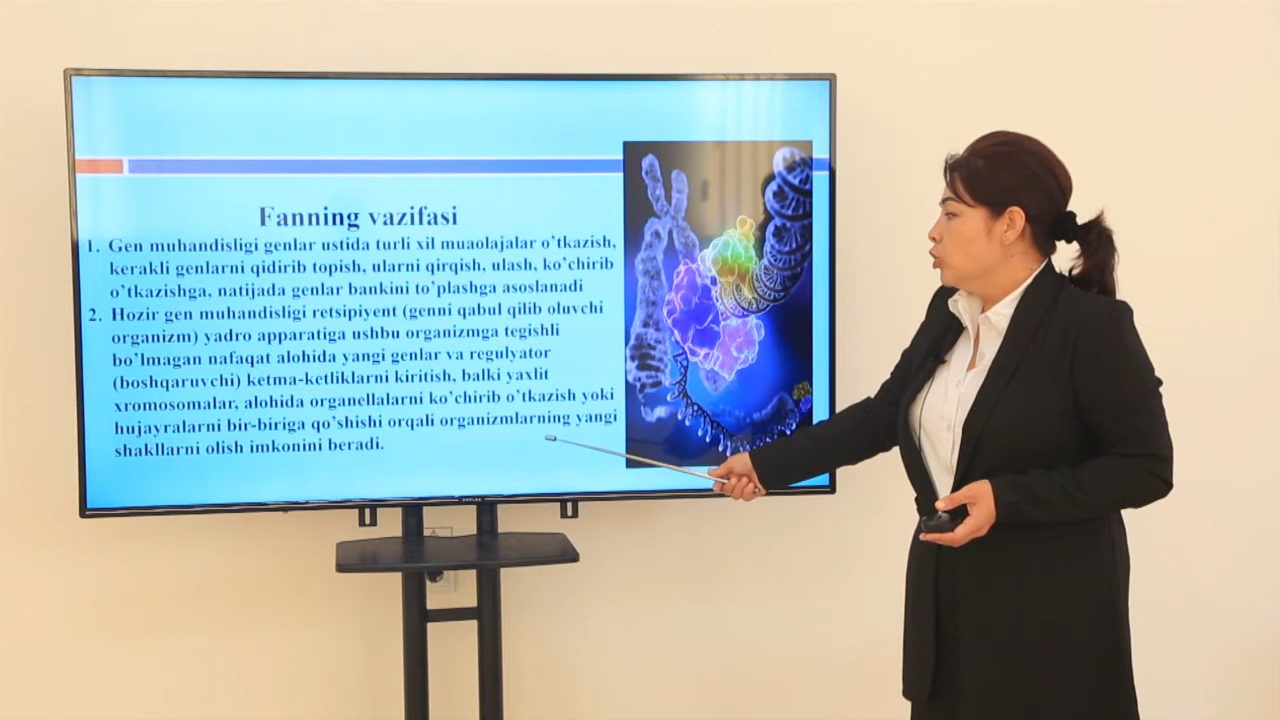 Fanning vazifasi
1. Gen muhandisligi genlar ustida turli xil muaolajalar o'tkazish,
kerakli genlarni qidirib topish, ularni qirqish, ulash, ko'chirib
o'tkazishga, natijada genlar bankini to'plashga asoslanadi
2. Hozir gen muhandisligi retsipiyent (genni qabul qilib oluvchi
organizm) yadro apparatiga ushbu organizmga tegishli
bo'lmagan nafaqat alohida yangi genlar va regulyator
(boshqaruvchi) ketma-ketliklarni kiritish, balki yaxlit
xromosomalar, alohida organellalarni ko'chirib o'tkazish yoki
hujayralarni bir-biriga qo'shishi orqali organizmlarning yangi
shakllarni olish imkonini beradi.